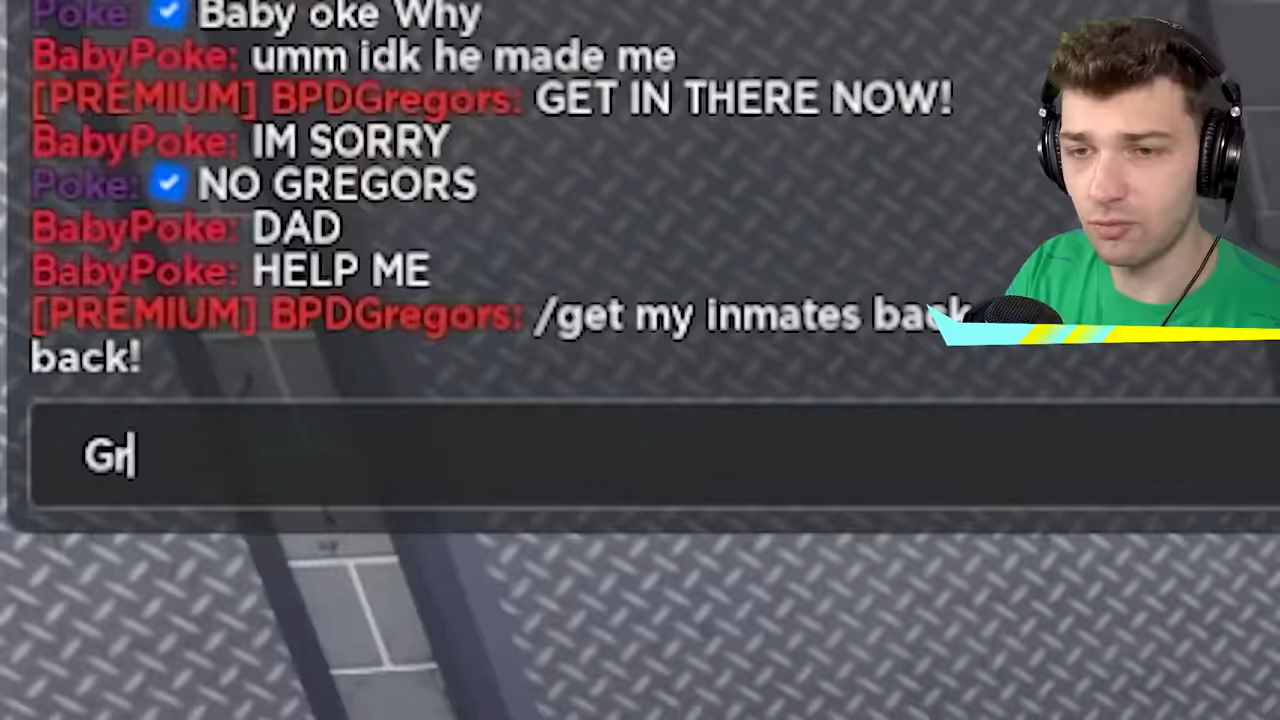 Poke: Baby oke Why
BabyPoke: umm idk he made me
[PREMIUM] BPDGregors: GET IN THERE NOW!
BabyPoke: IM SORRY
Poke: NO GREGORS
BabyPoke: DAD
BabyPoke: HELP ME
[PREMIUM] BPDGregors: /get my inmates back
back!
Gr